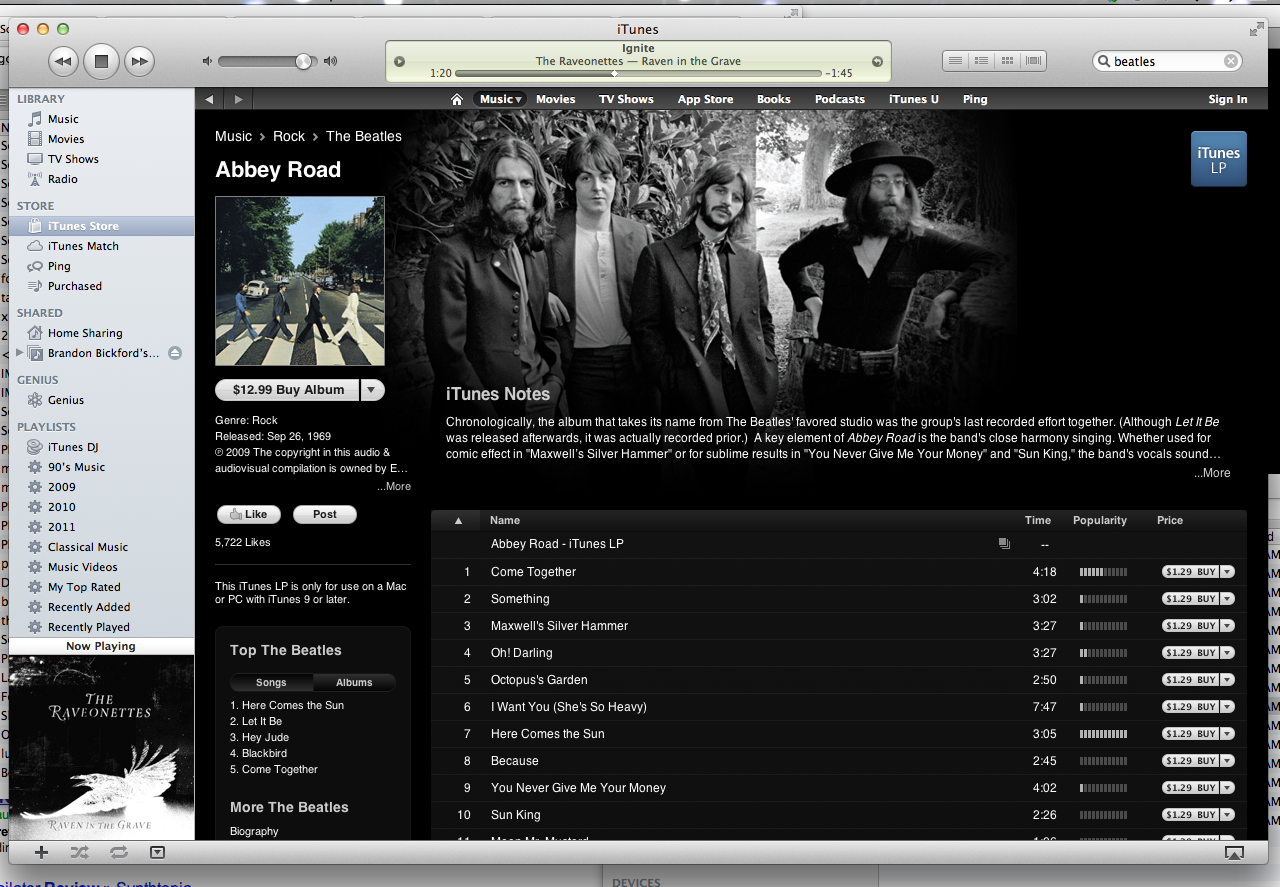 iTunes
Ignite
The Raveonettes — Raven in the Grave
1:20
-1:45
beatles
LIBRARY
Music
Movies
TV Shows
Radio
STORE
iTunes Store
iTunes Match
Ping
Purchased
SHARED
Home Sharing
Brandon Bickford's...
GENIUS
Genius
PLAYLISTS
iTunes DJ
90's Music
2009
2010
2011
Classical Music
Music Videos
My Top Rated
Recently Added
Recently Played
Now Playing
THE
RAVEONETTES
RAVEN IN THE GRAVE
Music Movies TV Shows App Store Books Podcasts iTunes U Ping Sign In
Music > Rock > The Beatles
Abbey Road
iTunes
LP
$12.99 Buy Album
Genre: Rock
Released: Sep 26, 1969
℗ 2009 The copyright in this audio &
audiovisual compilation is owned by E...
...More
Like Post
5,722 Likes
This iTunes LP is only for use on a Mac
or PC with iTunes 9 or later.
Top The Beatles
Songs Albums
1. Here Comes the Sun
2. Let It Be
3. Hey Jude
4. Blackbird
5. Come Together
More The Beatles
Biography
iTunes Notes
Chronologically, the album that takes its name from The Beatles' favored studio was the group's last recorded effort together. (Although Let It Be
was released afterwards, it was actually recorded prior.) A key element of Abbey Road is the band's close harmony singing. Whether used for
comic effect in "Maxwell's Silver Hammer" or for sublime results in "You Never Give Me Your Money" and "Sun King," the band's vocals sound...
...More
Name Time Popularity Price
Abbey Road - iTunes LP --
1 Come Together 4:18 $1.29 BUY
2 Something 3:02 $1.29 BUY
3 Maxwell's Silver Hammer 3:27 $1.29 BUY
4 Oh! Darling 3:27 $1.29 BUY
5 Octopus's Garden 2:50 $1.29 BUY
6 I Want You (She's So Heavy) 7:47 $1.29 BUY
7 Here Comes the Sun 3:05 $1.29 BUY
8 Because 2:45 $1.29 BUY
9 You Never Give Me Your Money 4:02 $1.29 BUY
10 Sun King 2:26 $1.29 BUY
11 Mean Mr. Mustard 1:06
Review
DEVICES